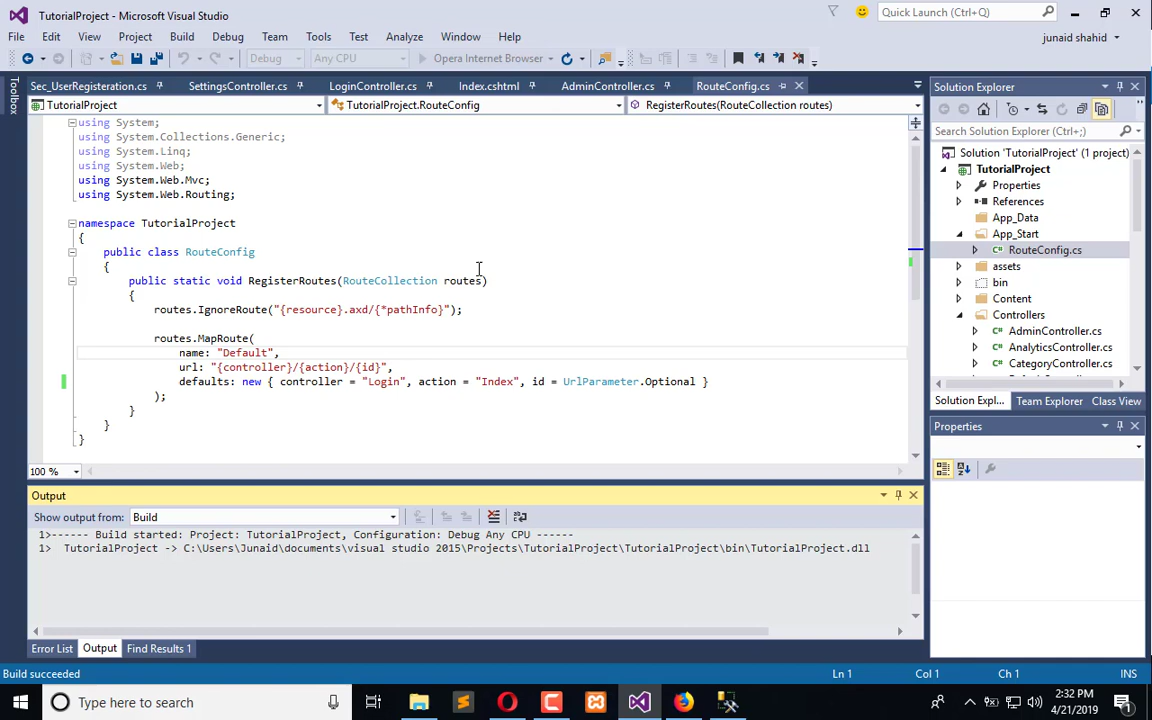 TutorialProject - Microsoft Visual Studio
Quick Launch (Ctrl+Q)
File Edit View Project Build Debug Team Tools Test Analyze Window Help
junaid shahid
Debug Any CPU Open Internet Browser
Toolbox
Sec_UserRegisteration.cs SettingsController.cs LoginController.cs Index.cshtml AdminController.cs RouteConfig.cs
TutorialProject TutorialProject.RouteConfig RegisterRoutes(RouteCollection routes)
using System;
using System.Collections.Generic;
using System.Linq;
using System.Web;
using System.Web.Mvc;
using System.Web.Routing;
namespace TutorialProject
{
public class RouteConfig
{
public static void RegisterRoutes(RouteCollection routes)
{
routes.IgnoreRoute("{resource}.axd/{*pathInfo}");
routes.MapRoute(
name: "Default",
url: "{controller}/{action}/{id}",
defaults: new { controller = "Login", action = "Index", id = UrlParameter.Optional }
);
}
}
}
100 %
Solution Explorer
Search Solution Explorer (Ctrl+;)
Solution 'TutorialProject' (1 project)
TutorialProject
Properties
References
App_Data
App_Start
RouteConfig.cs
assets
bin
Content
Controllers
AdminController.cs
AnalyticsController.cs
CategoryController.cs
Solution Expl... Team Explorer Class View
Properties
Output
Show output from: Build
1>------ Build started: Project: TutorialProject, Configuration: Debug Any CPU ------
1> TutorialProject -> C:\Users\Junaid\documents\visual studio 2015\Projects\TutorialProject\TutorialProject\bin\TutorialProject.dll
Error List Output Find Results 1
Build succeeded Ln 1 Col 1 Ch 1 INS
Type here to search
2:32 PM
4/21/2019
1